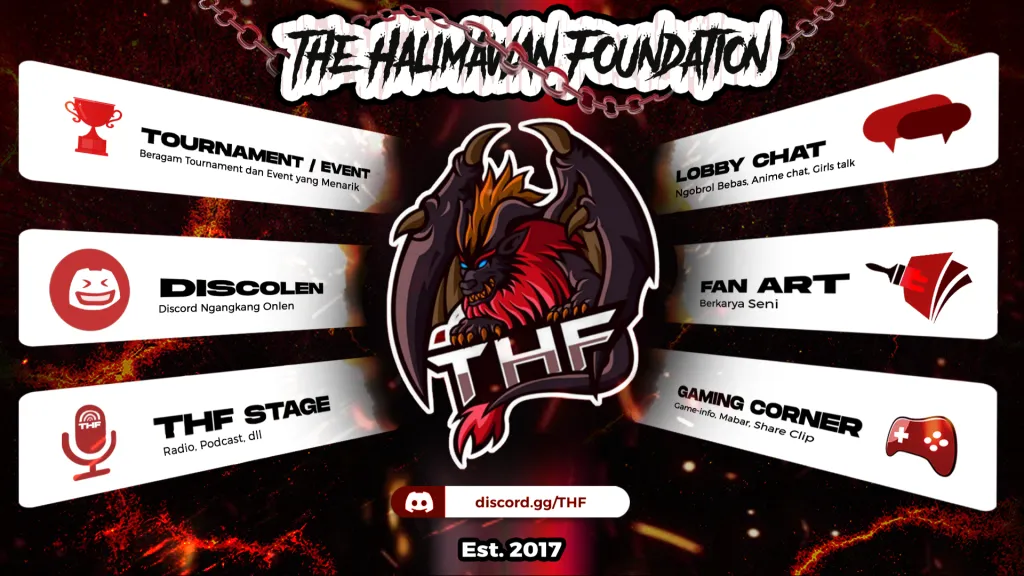 THE HALIMAWAN FOUNDATION
TOURNAMENT / EVENT
Beragam Tournament dan Event yang Menarik
DISCOLEN
Discord Ngangkang Onlen
THF STAGE
Radio, Podcast, dll
THF
THF
LOBBY CHAT
Ngobrol Bebas, Anime chat, Girls talk
FAN ART
Berkarya Seni
GAMING CORNER
Game-info, Mabar, Share Clip
discord.gg/THF
Est. 2017